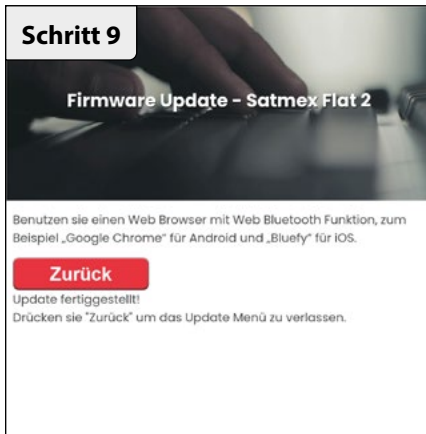 Schritt 9
Firmware Update - Satmex Flat 2
Benutzen sie einen Web Browser mit Web Bluetooth Funktion, zum
Beispiel „Google Chrome“ für Android und „Bluefy“ für iOS.
Zurück
Update fertiggestellt!
Drücken sie "Zurück" um das Update Menü zu verlassen.